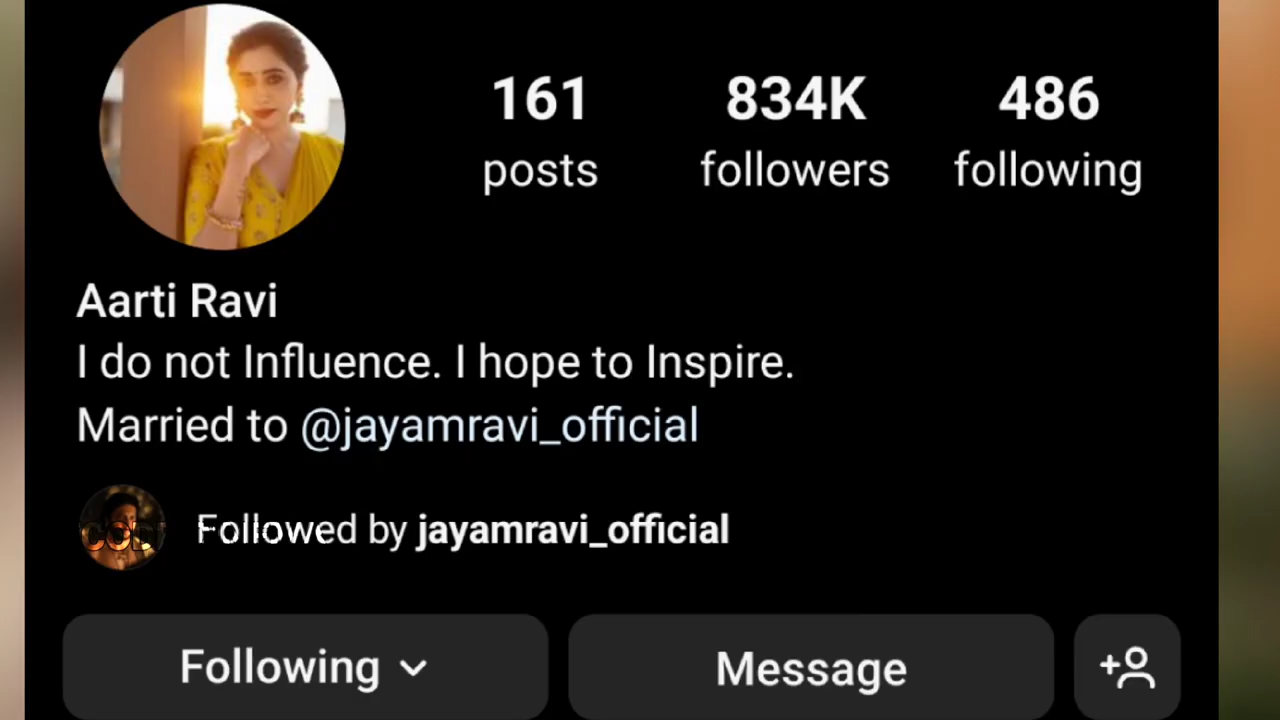 161 834K 486
posts followers following
Aarti Ravi
I do not Influence. I hope to Inspire.
Married to @jayamravi_official
Followed by jayamravi_official
Following Message